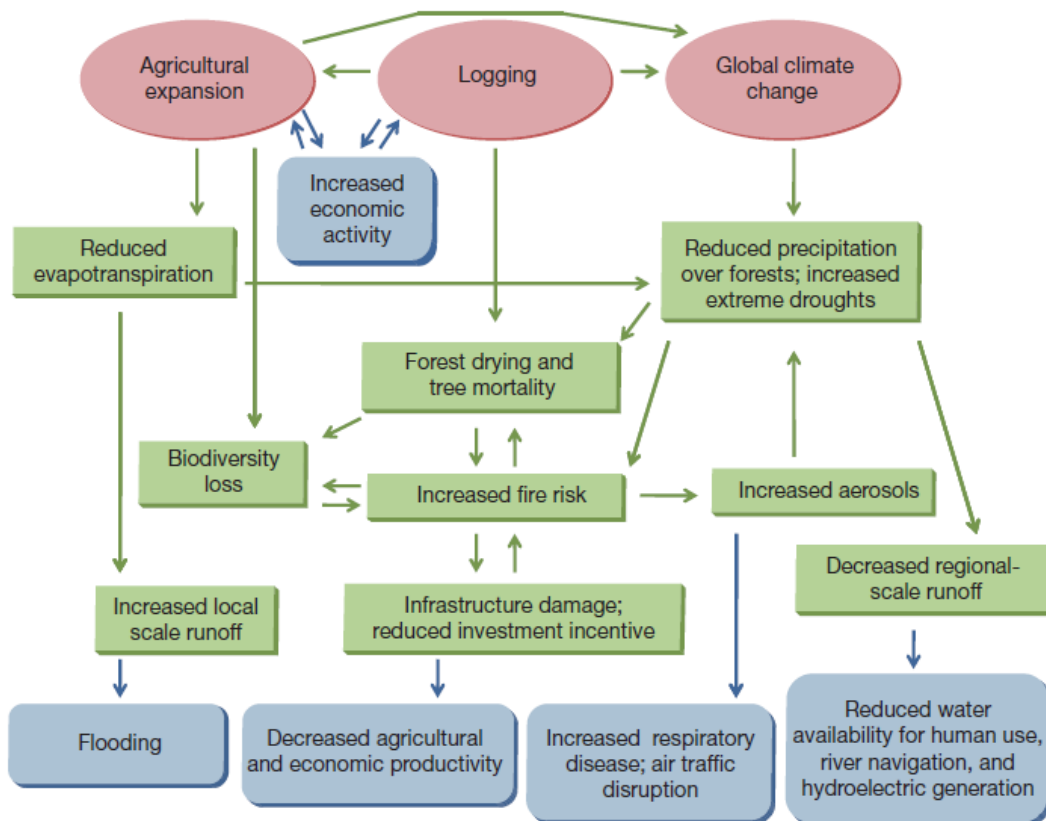 Agricultural
expansion
Logging
Global climate
change
Increased
economic
activity
Reduced
evapotranspiration
Reduced precipitation
over forests; increased
extreme droughts
Forest drying and
tree mortality
Biodiversity
loss
Increased fire risk
Increased aerosols
Increased local
scale runoff
Infrastructure damage;
reduced investment incentive
Decreased regional-
scale runoff
Flooding
Decreased agricultural
and economic productivity
Increased respiratory
disease; air traffic
disruption
Reduced water
availability for human use,
river navigation, and
hydroelectric generation